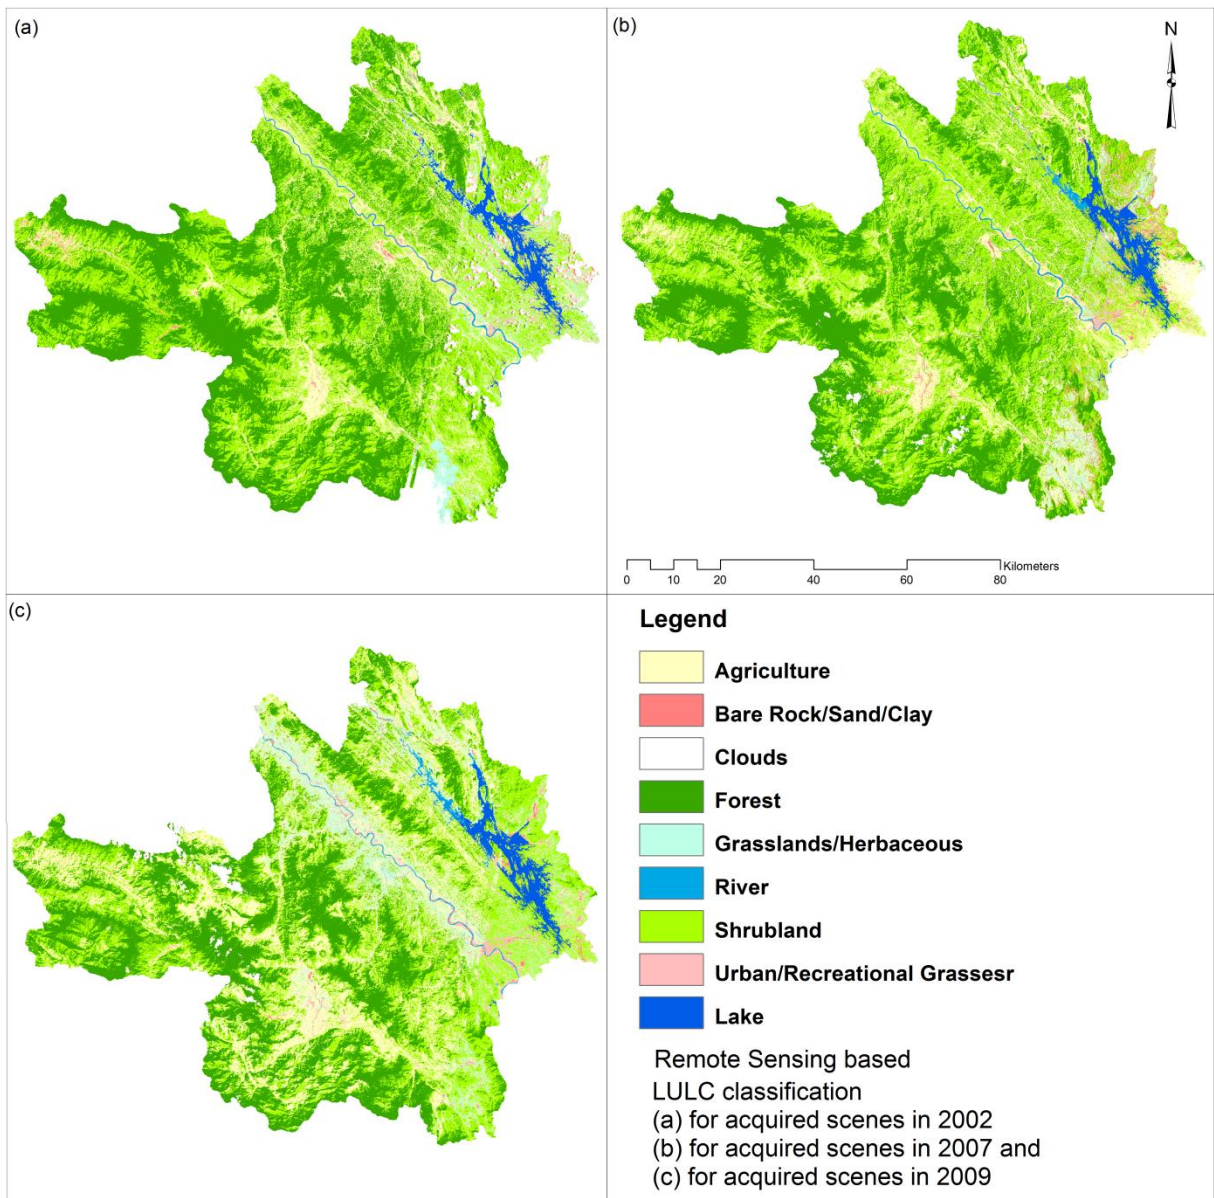 (a)
(b)
N
Kilometers
0 10 20 40 60 80
(c)
Legend
Agriculture
Bare Rock/Sand/Clay
Clouds
Forest
Grasslands/Herbaceous
River
Shrubland
Urban/Recreational Grassesr
Lake
Remote Sensing based
LULC classification
(a) for acquired scenes in 2002
(b) for acquired scenes in 2007 and
(c) for acquired scenes in 2009